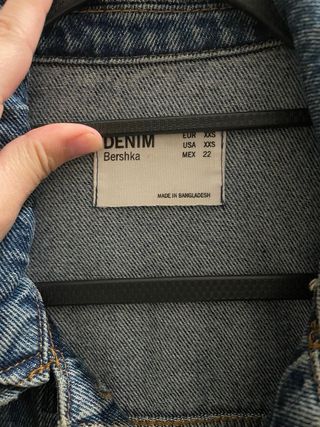 DENIM
Bershka
EUR XXS
USA XXS
MEX 22
MADE IN BANGLADESH